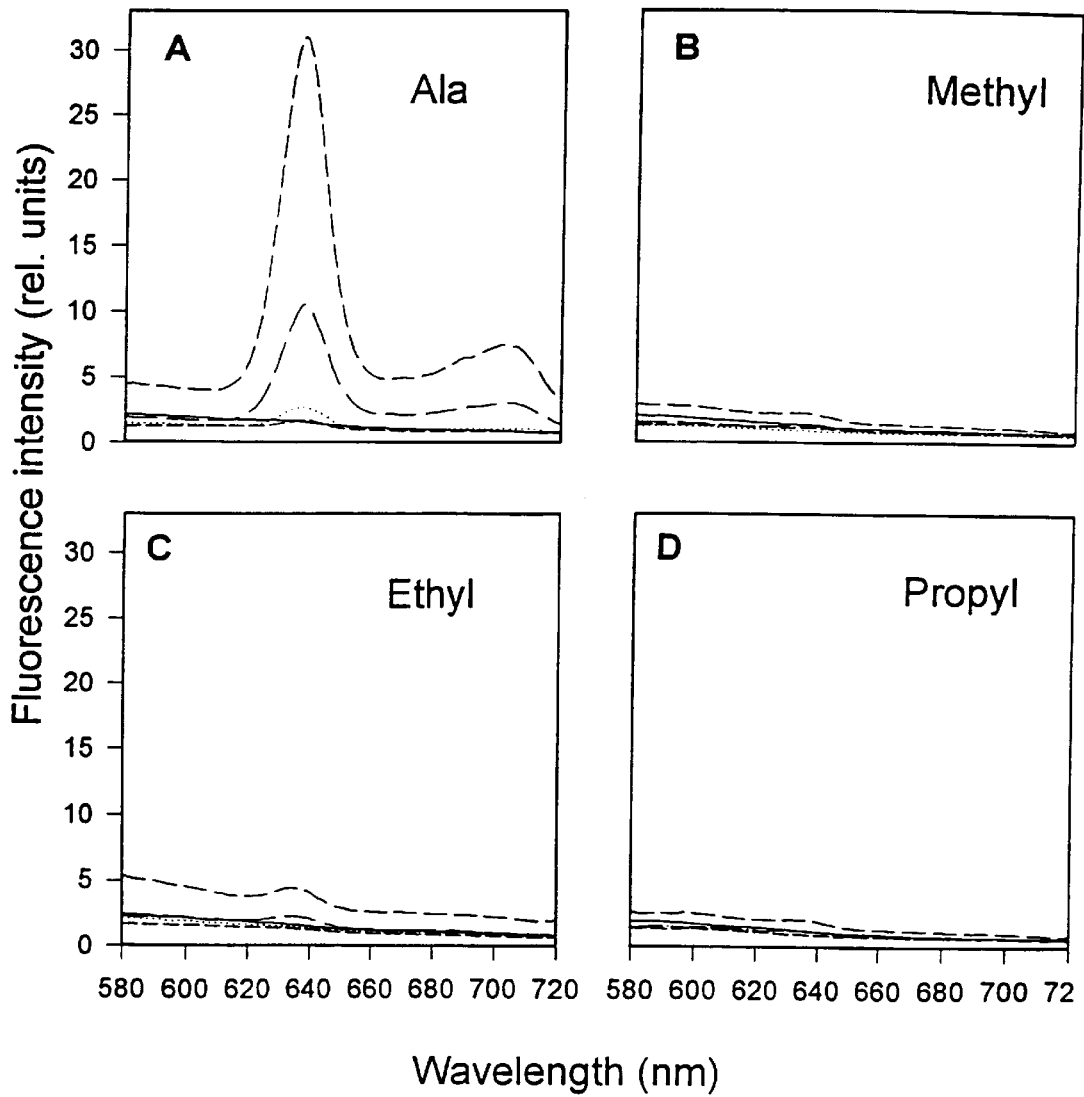 A
Ala
B
Methyl
30
25
20
15
10
5
0
C
Ethyl
D
Propyl
30
25
20
15
10
5
0
580 600 620 640 660 680 700 720
580 600 620 640 660 680 700 72
Fluorescence intensity (rel. units)
Wavelength (nm)